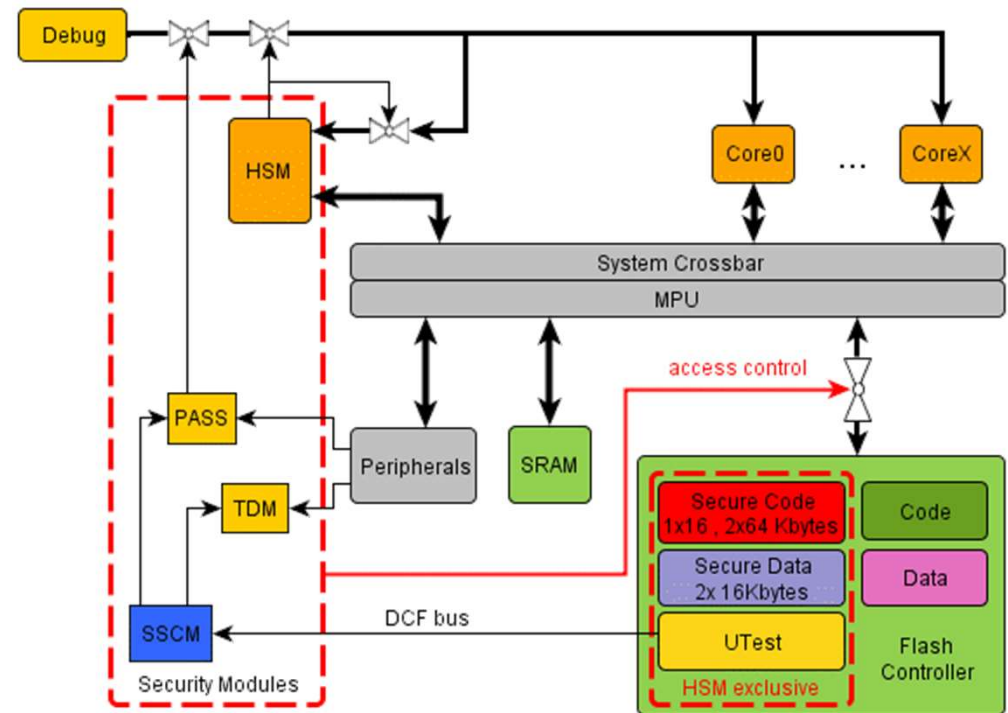 Debug
HSM
Core0
...
CoreX
System Crossbar
MPU
access control
PASS
Peripherals
SRAM
TDM
Secure Code
1x16 , 2x64 Kbytes
Code
Secure Data
2x 16Kbytes
Data
SSCM
DCF bus
UTest
Flash
Controller
Security Modules
HSM exclusive